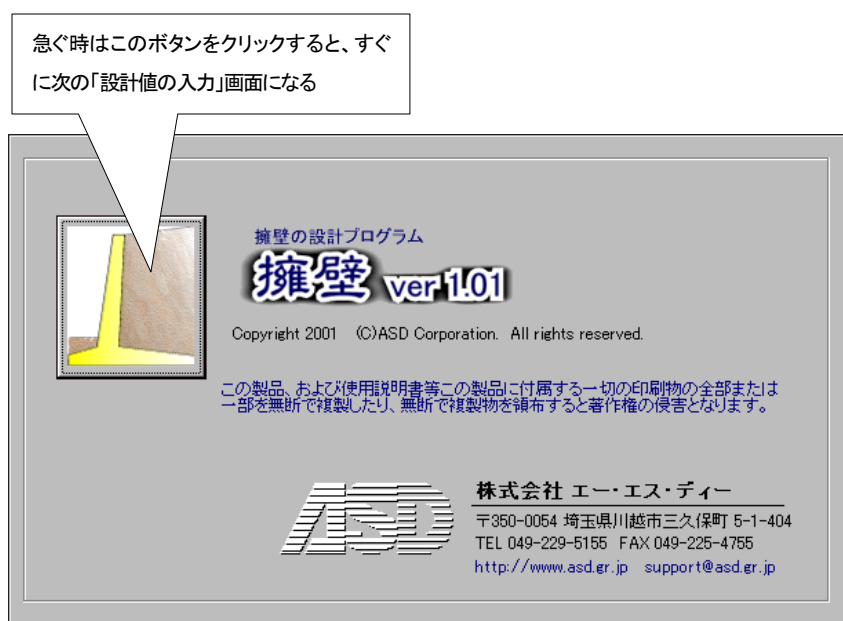 急ぐ時はこのボタンをクリックすると、すぐ
に次の「設計値の入力」画面になる
擁壁の設計プログラム
擁壁 ver 1.01
Copyright 2001 (C)ASD Corporation. All rights reserved.
この製品、および使用説明書等この製品に付属する一切の印刷物の全部または
一部を無断で複製したり、無断で複製物を頒布すると著作権の侵害となります。
ASD
株式会社 エー・エス・ディー
〒350-0054 埼玉県川越市三久保町 5-1-404
TEL 049-229-5155 FAX 049-225-4755
http://www.asd.gr.jp support@asd.gr.jp